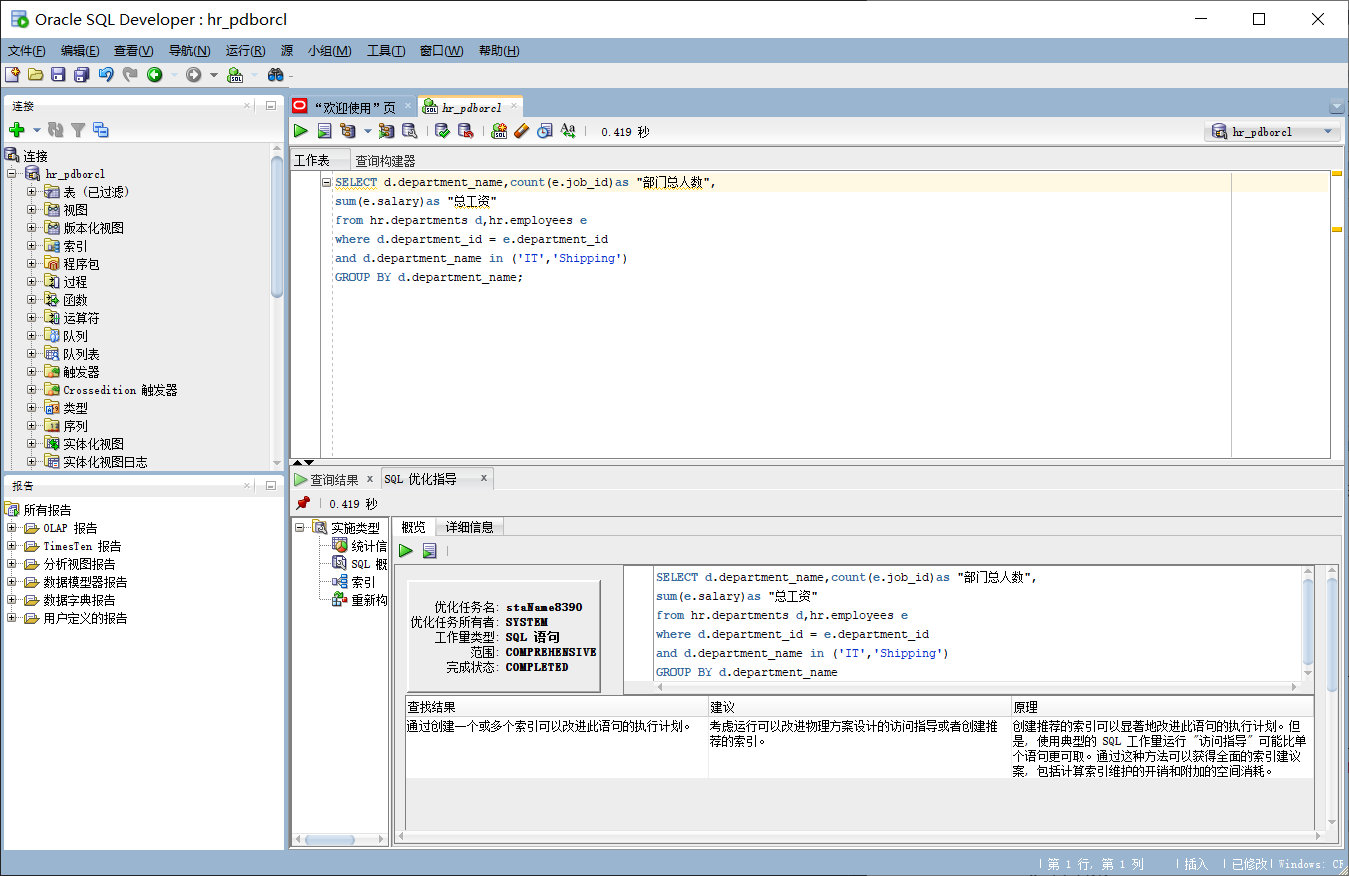 Oracle SQL Developer : hr_pdborcl
文件(F) 编辑(E) 查看(V) 导航(N) 运行(R) 源 小组(M) 工具(T) 窗口(W) 帮助(H)
连接
连接
hr_pdborcl
表 (已过滤)
视图
版本化视图
索引
程序包
过程
函数
运算符
队列
队列表
触发器
Crossedition 触发器
类型
序列
实体化视图
实体化视图日志
报告
所有报告
OLAP 报告
TimesTen 报告
分析视图报告
数据模型器报告
数据字典报告
用户定义的报告
“欢迎使用”页 hr_pdborcl
0.419 秒 hr_pdborcl
工作表 查询构建器
SELECT d.department_name,count(e.job_id)as "部门总人数",
sum(e.salary)as "总工资"
from hr.departments d,hr.employees e
where d.department_id = e.department_id
and d.department_name in ('IT','Shipping')
GROUP BY d.department_name;
查询结果 SQL 优化指导
0.419 秒
实施类型
统计信
SQL 概
索引
重新构
概览 详细信息
优化任务名: staName8390
优化任务所有者: SYSTEM
工作量类型: SQL 语句
范围: COMPREHENSIVE
完成状态: COMPLETED
SELECT d.department_name,count(e.job_id)as "部门总人数",
sum(e.salary)as "总工资"
from hr.departments d,hr.employees e
where d.department_id = e.department_id
and d.department_name in ('IT','Shipping')
GROUP BY d.department_name
查找结果 建议 原理
通过创建一个或多个索引可以改进此语句的执行计划。
考虑运行可以改进物理方案设计的访问指导或者创建推
荐的索引。
创建推荐的索引可以显著地改进此语句的执行计划。但
是, 使用典型的 SQL 工作量运行 "访问指导" 可能比单
个语句更可取。通过这种方法可以获得全面的索引建议
案, 包括计算索引维护的开销和附加的空间消耗。
第 1 行, 第 1 列 插入 已修改 Windows: CR